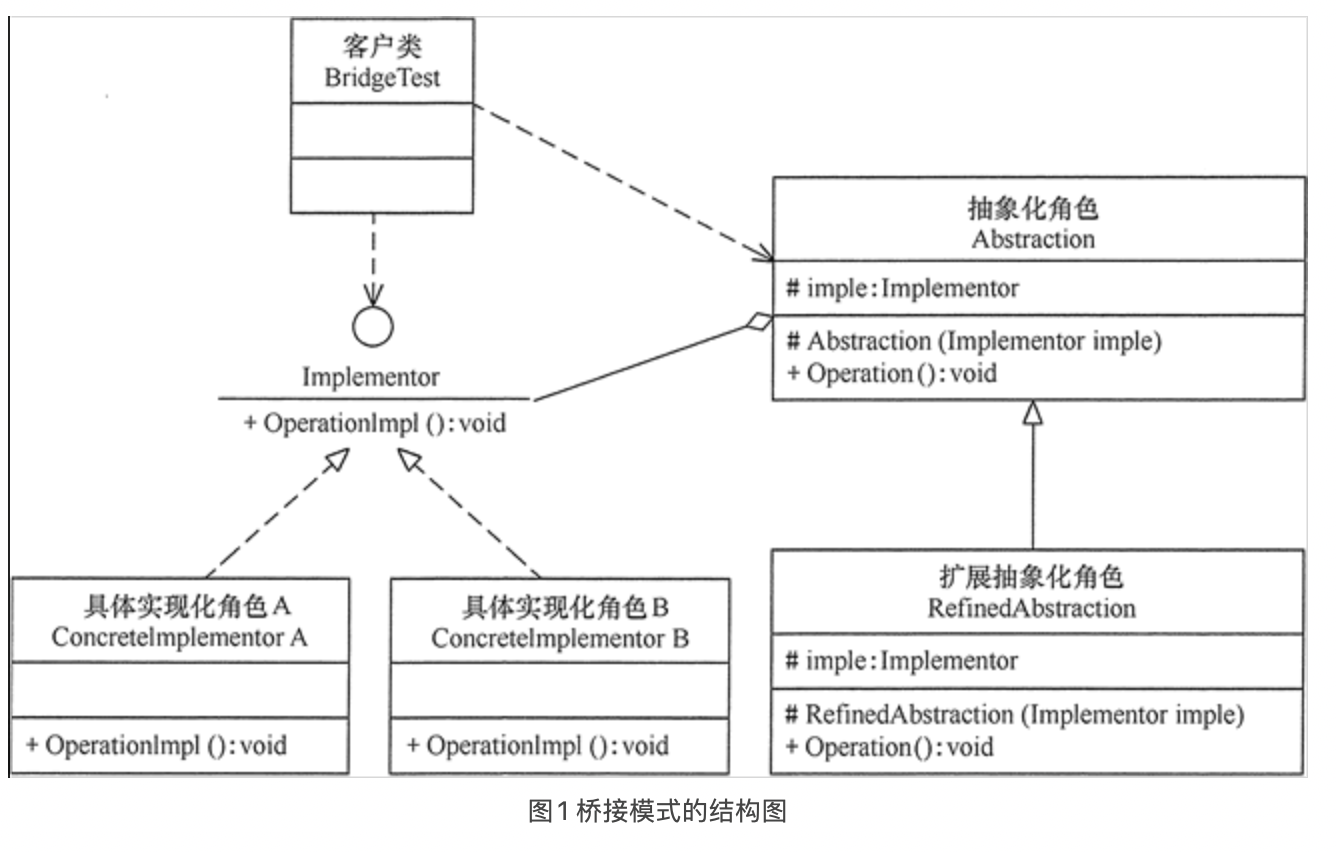 客户类
BridgeTest
抽象化角色
Abstraction
# imple:Implementor
# Abstraction (Implementor imple)
+ Operation():void
Implementor
+ OperationImpl ():void
具体实现化角色A
ConcreteImplementor A
+ OperationImpl ():void
具体实现化角色B
ConcreteImplementor B
+ OperationImpl ():void
扩展抽象化角色
RefinedAbstraction
# imple:Implementor
# RefinedAbstraction (Implementor imple)
+ Operation():void
图1 桥接模式的结构图